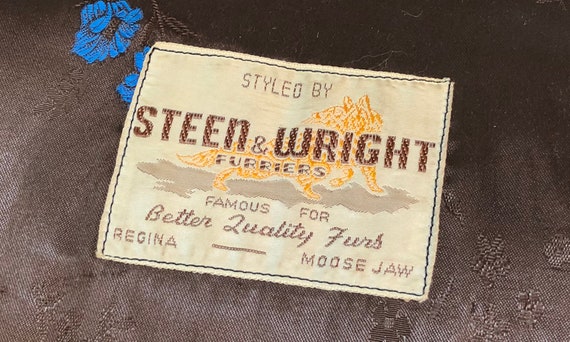 STYLED BY
STEEN & WRIGHT
FURRIERS
FAMOUS FOR
Better Quality Furs
REGINA — MOOSE JAW